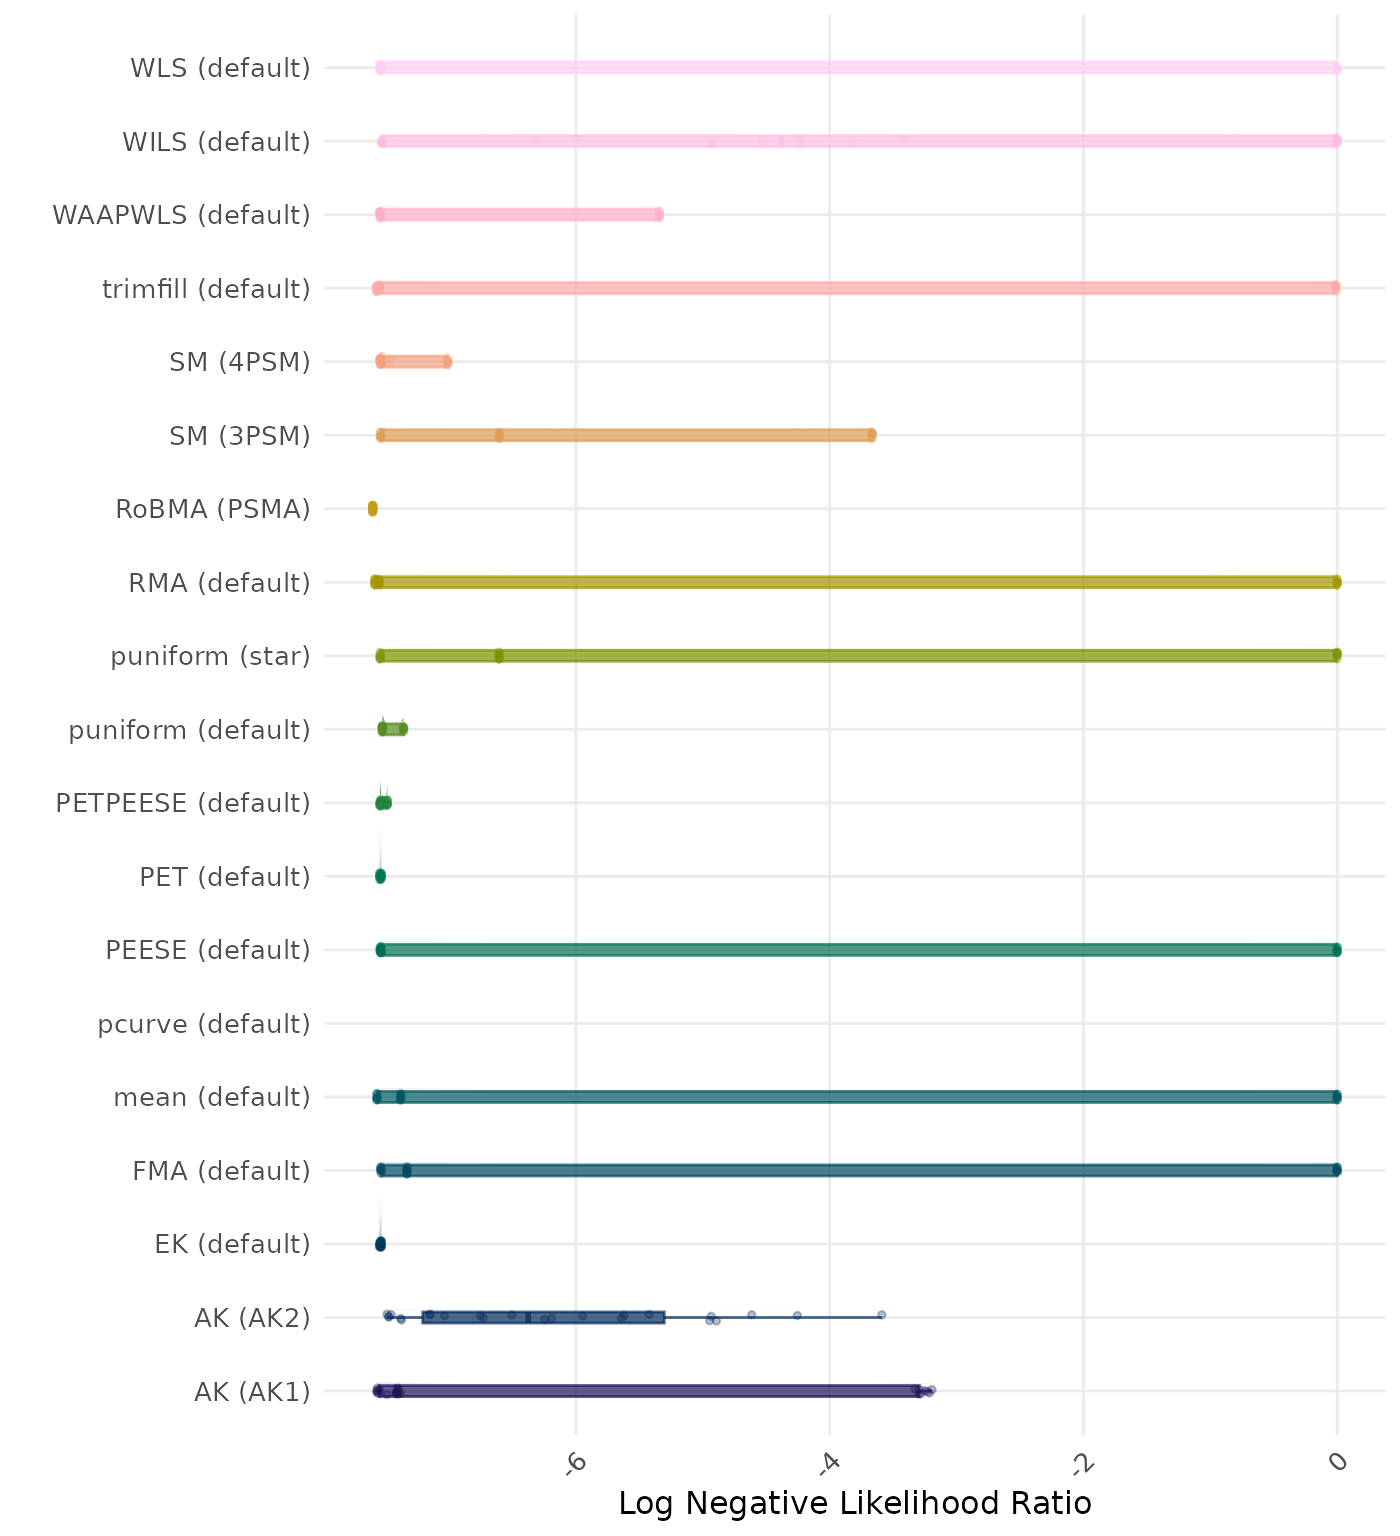 WLS (default)
WILS (default)
WAAPWLS (default)
trimfill (default)
SM (4PSM)
SM (3PSM)
RoBMA (PSMA)
RMA (default)
puniform (star)
puniform (default)
PETPEESE (default)
PET (default)
PEESE (default)
pcurve (default)
mean (default)
FMA (default)
EK (default)
AK (AK2)
AK (AK1)
-6 -4 -2 0
Log Negative Likelihood Ratio